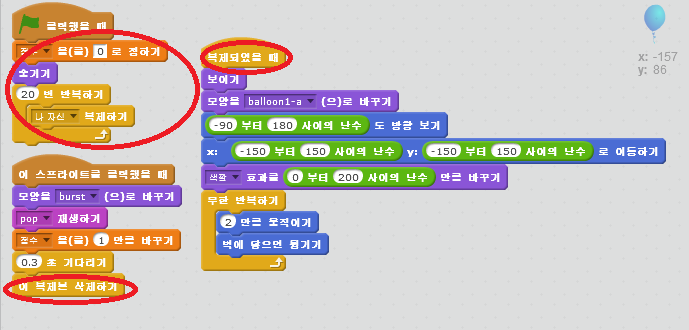 클릭했을 때
점수 을(를) 0 로 정하기
숨기기
20 번 반복하기
나 자신 복제하기
이 스프라이트를 클릭했을 때
모양을 burst (으)로 바꾸기
pop 재생하기
점수 을(를) 1 만큼 바꾸기
0.3 초 기다리기
이 복제본 삭제하기
복제되었을 때
보이기
모양을 balloon1-a (으)로 바꾸기
-90 부터 180 사이의 난수 도 방향 보기
x: -150 부터 150 사이의 난수 y: -150 부터 150 사이의 난수 로 이동하기
색깔 효과를 0 부터 200 사이의 난수 만큼 바꾸기
무한 반복하기
2 만큼 움직이기
벽에 닿으면 튕기기
x: -157
y: 86